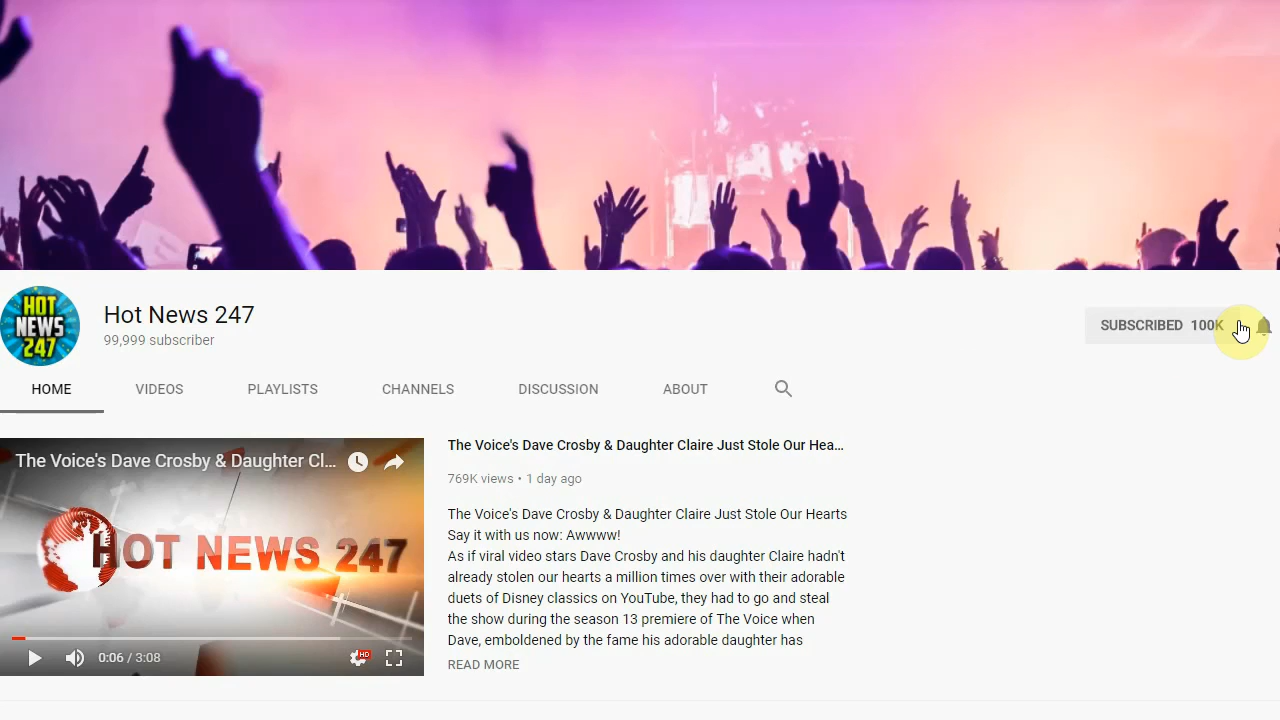 HOT
NEWS
247
Hot News 247
99,999 subscriber
SUBSCRIBED 100K
HOME VIDEOS PLAYLISTS CHANNELS DISCUSSION ABOUT
The Voice's Dave Crosby & Daughter Cl...
HOT NEWS 247
0:06 / 3:08
HD
The Voice's Dave Crosby & Daughter Claire Just Stole Our Hea...
769K views • 1 day ago
The Voice's Dave Crosby & Daughter Claire Just Stole Our Hearts
Say it with us now: Awwww!
As if viral video stars Dave Crosby and his daughter Claire hadn't
already stolen our hearts a million times over with their adorable
duets of Disney classics on YouTube, they had to go and steal
the show during the season 13 premiere of The Voice when
Dave, emboldened by the fame his adorable daughter has
READ MORE